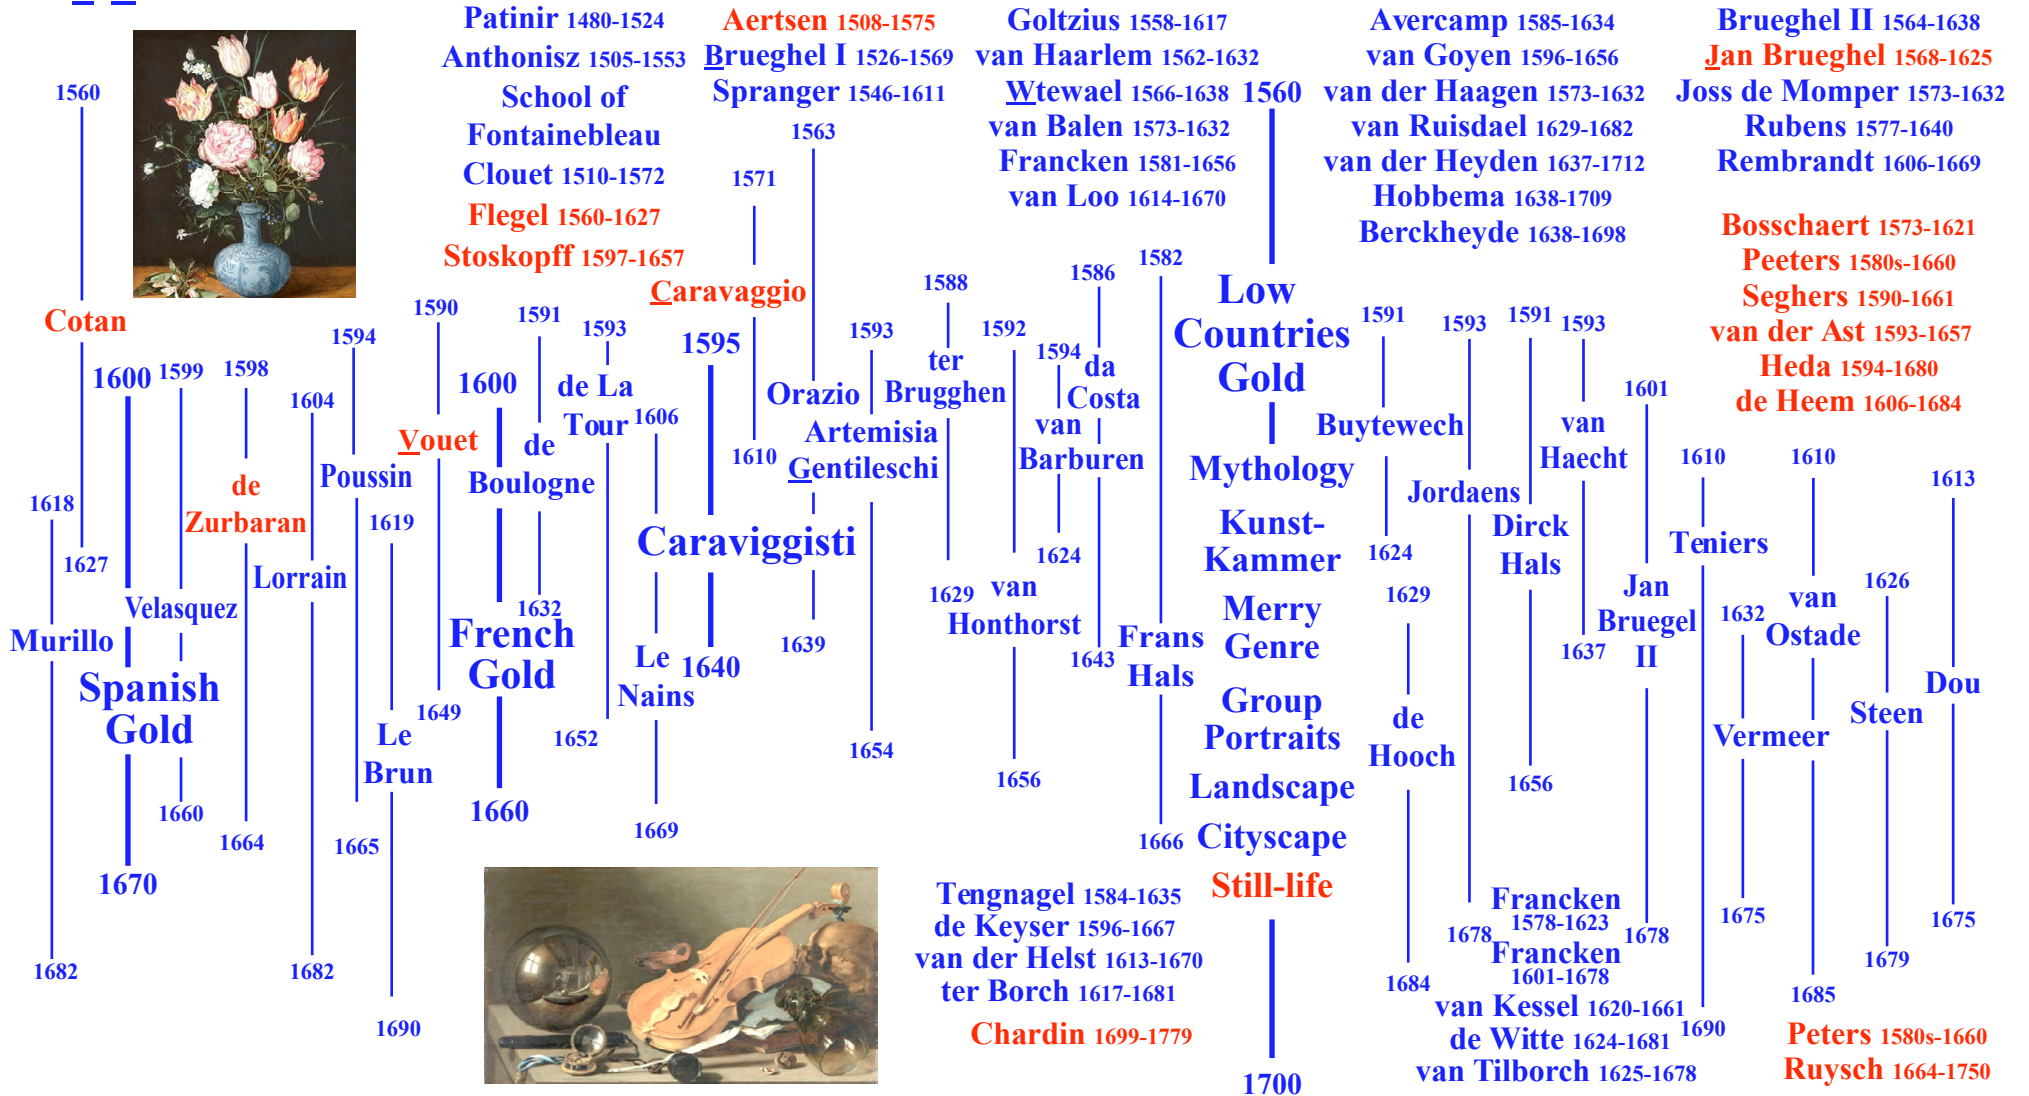 Patinir 1480-1524
Anthonisz 1505-1553
School of
Fontainebleau
Clouet 1510-1572
Flegel 1560-1627
Stoskopff 1597-1657
Aertsen 1508-1575
Brueghel I 1526-1569
Spranger 1546-1611
Goltzius 1558-1617
van Haarlem 1562-1632
Wtewael 1566-1638
van Balen 1573-1632
Francken 1581-1656
van Loo 1614-1670
Avercamp 1585-1634
van Goyen 1596-1656
van der Haagen 1573-1632
van Ruisdael 1629-1682
van der Heyden 1637-1712
Hobbema 1638-1709
Berckheyde 1638-1698
Brueghel II 1564-1638
Jan Brueghel 1568-1625
Joss de Momper 1573-1632
Rubens 1577-1640
Rembrandt 1606-1669
Bosschaert 1573-1621
Peeters 1580s-1660
Seghers 1590-1661
van der Ast 1593-1657
Heda 1594-1680
de Heem 1606-1684
1560
Cotan
1627
1618
Murillo
1682
1600
Spanish
Gold
1670
1599
Velasquez
1660
1598
de
Zurbaran
1664
1604
Lorrain
1682
1594
Poussin
1665
1619
Le
Brun
1690
1590
Vouet
1649
1600
French
Gold
1660
1591
de
Boulogne
1632
1593
de La
Tour
1652
1606
Le
Nains
1669
1595
Caraviggisti
1640
1571
Caravaggio
1610
1563
Orazio
1593
Artemisia
Gentileschi
1639
1654
1588
ter
Brugghen
1629
1592
van
Honthorst
1656
1594
van
Barburen
1624
1586
da
Costa
1643
1582
Frans
Hals
1666
1560
Low
Countries
Gold
Mythology
Kunst-
Kammer
Merry
Genre
Group
Portraits
Landscape
Cityscape
Still-life
1700
1591
Buytewech
1624
1629
de
Hooch
1684
1593
Jordaens
1678
1591
Dirck
Hals
1656
1593
van
Haecht
1637
1601
Jan
Bruegel
II
1678
1610
Teniers
1690
1632
Vermeer
1675
1610
van
Ostade
1685
1626
Steen
1679
1613
Dou
1675
Tengnagel 1584-1635
de Keyser 1596-1667
van der Helst 1613-1670
ter Borch 1617-1681
Chardin 1699-1779
Francken
1578-1623
Francken
1601-1678
van Kessel 1620-1661
de Witte 1624-1681
van Tilborch 1625-1678
Peters 1580s-1660
Ruysch 1664-1750